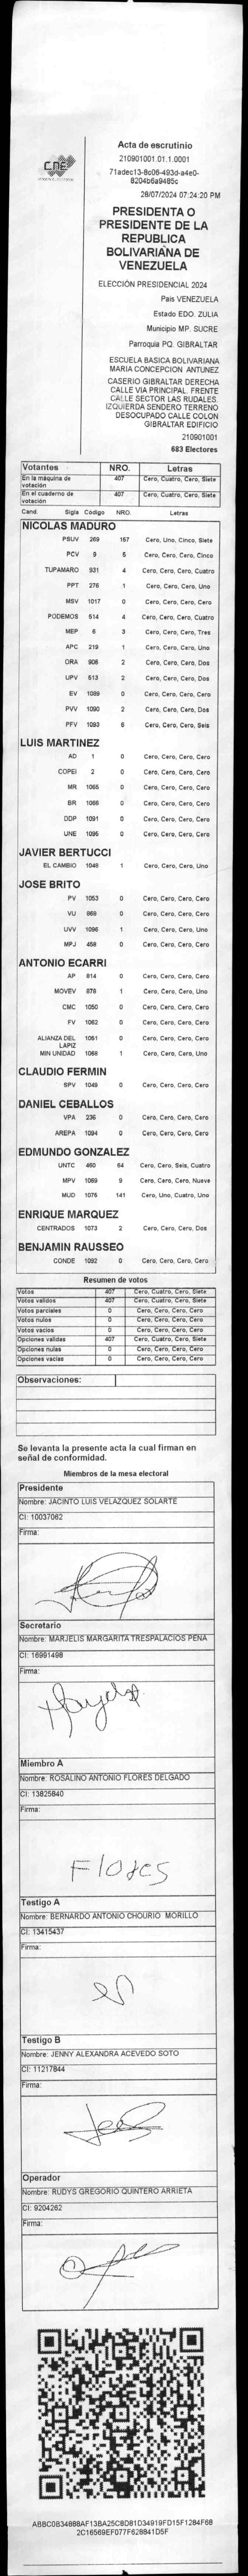 CNE
Acta de escrutinio
210901001.01.1.0001
71adec13-8c06-493d-a4e0-
8204b6a9485c
28/07/2024 07:24:20 PM
PRESIDENTA O
PRESIDENTE DE LA
REPUBLICA
BOLIVARIANA DE
VENEZUELA
ELECCIÓN PRESIDENCIAL 2024
Pais VENEZUELA
Estado EDO. ZULIA
Municipio MP. SUCRE
Parroquia PQ. GIBRALTAR
ESCUELA BASICA BOLIVARIANA
MARIA CONCEPCION ANTUNEZ
CASERIO GIBRALTAR DERECHA
CALLE VIA PRINCIPAL. FRENTE
CALLE SECTOR LAS RUDALES.
IZQUIERDA SENDERO TERRENO
DESOCUPADO CALLE COLON
GIBRALTAR EDIFICIO
210901001
683 Electores
Votantes NRO. Letras
En la máquina de votación 407 Cero, Cuatro, Cero, Siete
En el cuaderno de votación 407 Cero, Cuatro, Cero, Siete
Cand. Sigla Código NRO. Letras
NICOLAS MADURO
PSUV 269 157 Cero, Uno, Cinco, Siete
PCV 9 5 Cero, Cero, Cero, Cinco
TUPAMARO 931 4 Cero, Cero, Cero, Cuatro
PPT 276 1 Cero, Cero, Cero, Uno
MSV 1017 0 Cero, Cero, Cero, Cero
PODEMOS 514 4 Cero, Cero, Cero, Cuatro
MEP 6 3 Cero, Cero, Cero, Tres
APC 219 1 Cero, Cero, Cero, Uno
ORA 908 2 Cero, Cero, Cero, Dos
UPV 513 2 Cero, Cero, Cero, Dos
EV 1089 0 Cero, Cero, Cero, Cero
PVV 1090 2 Cero, Cero, Cero, Dos
PFV 1093 6 Cero, Cero, Cero, Seis
LUIS MARTINEZ
AD 1 0 Cero, Cero, Cero, Cero
COPEI 2 0 Cero, Cero, Cero, Cero
MR 1065 0 Cero, Cero, Cero, Cero
BR 1066 0 Cero, Cero, Cero, Cero
DDP 1091 0 Cero, Cero, Cero, Cero
UNE 1095 0 Cero, Cero, Cero, Cero
JAVIER BERTUCCI
EL CAMBIO 1048 1 Cero, Cero, Cero, Uno
JOSE BRITO
PV 1053 0 Cero, Cero, Cero, Cero
VU 969 0 Cero, Cero, Cero, Cero
UVV 1096 1 Cero, Cero, Cero, Uno
MPJ 458 0 Cero, Cero, Cero, Cero
ANTONIO ECARRI
AP 814 0 Cero, Cero, Cero, Cero
MOVEV 878 1 Cero, Cero, Cero, Uno
CMC 1050 0 Cero, Cero, Cero, Cero
FV 1062 0 Cero, Cero, Cero, Cero
ALIANZA DEL LAPIZ 1081 0 Cero, Cero, Cero, Cero
MIN UNIDAD 1068 1 Cero, Cero, Cero, Uno
CLAUDIO FERMIN
SPV 1049 0 Cero, Cero, Cero, Cero
DANIEL CEBALLOS
VPA 236 0 Cero, Cero, Cero, Cero
AREPA 1094 0 Cero, Cero, Cero, Cero
EDMUNDO GONZALEZ
UNTC 460 64 Cero, Cero, Seis, Cuatro
MPV 1069 9 Cero, Cero, Cero, Nueve
MUD 1076 141 Cero, Uno, Cuatro, Uno
ENRIQUE MARQUEZ
CENTRADOS 1073 2 Cero, Cero, Cero, Dos
BENJAMIN RAUSSEO
CONDE 1092 0 Cero, Cero, Cero, Cero
Resumen de votos
Votos 407 Cero, Cuatro, Cero, Siete
Votos validos 407 Cero, Cuatro, Cero, Siete
Votos parciales 0 Cero, Cero, Cero, Cero
Votos nulos 0 Cero, Cero, Cero, Cero
Votos vacios 0 Cero, Cero, Cero, Cero
Opciones validas 407 Cero, Cuatro, Cero, Siete
Opciones nulas 0 Cero, Cero, Cero, Cero
Opciones vacias 0 Cero, Cero, Cero, Cero
Observaciones:
Se levanta la presente acta la cual firman en
señal de conformidad.
Miembros de la mesa electoral
Presidente
Nombre: JACINTO LUIS VELAZQUEZ SOLARTE
CI: 10037062
Firma:
Secretario
Nombre: MARJELIS MARGARITA TRESPALACIOS PENA
CI: 16991498
Firma:
Miembro A
Nombre: ROSALINO ANTONIO FLORES DELGADO
CI: 13825840
Firma:
Flores
Testigo A
Nombre: BERNARDO ANTONIO CHOURIO MORILLO
CI: 13415437
Firma:
Testigo B
Nombre: JENNY ALEXANDRA ACEVEDO SOTO
CI: 11217844
Firma:
Operador
Nombre: RUDYS GREGORIO QUINTERO ARRIETA
CI: 9204262
Firma:
ABBC0B34688AF13BA25C8D81D34919FD15F1284F68
2C16569EF077F628841D5F